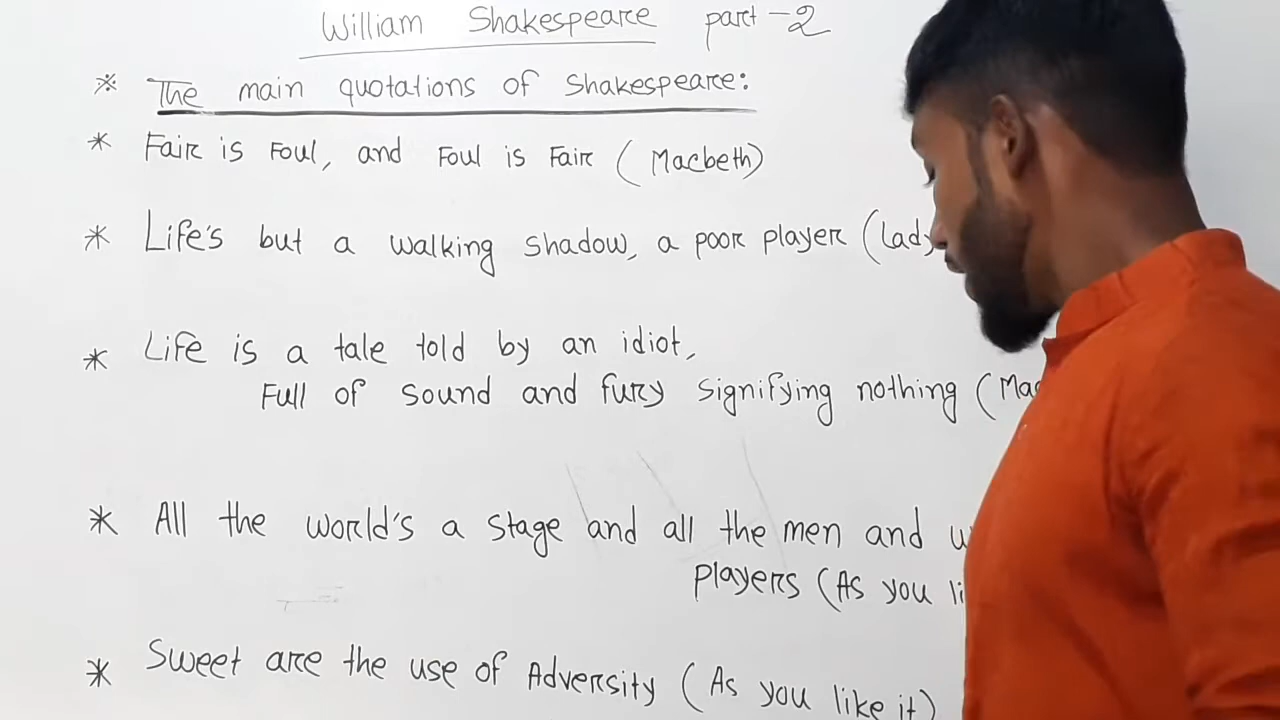 William Shakespeare part-2
※ The main quotations of Shakespeare:
* Fair is Foul, and Foul is Fair (Macbeth)
* Life's but a walking shadow, a poor player (lady
* Life is a tale told by an idiot,
Full of sound and fury signifying nothing (Mac
* All the world's a stage and all the men and
players (As you li
* Sweet are the use of Adversity (As you like it)